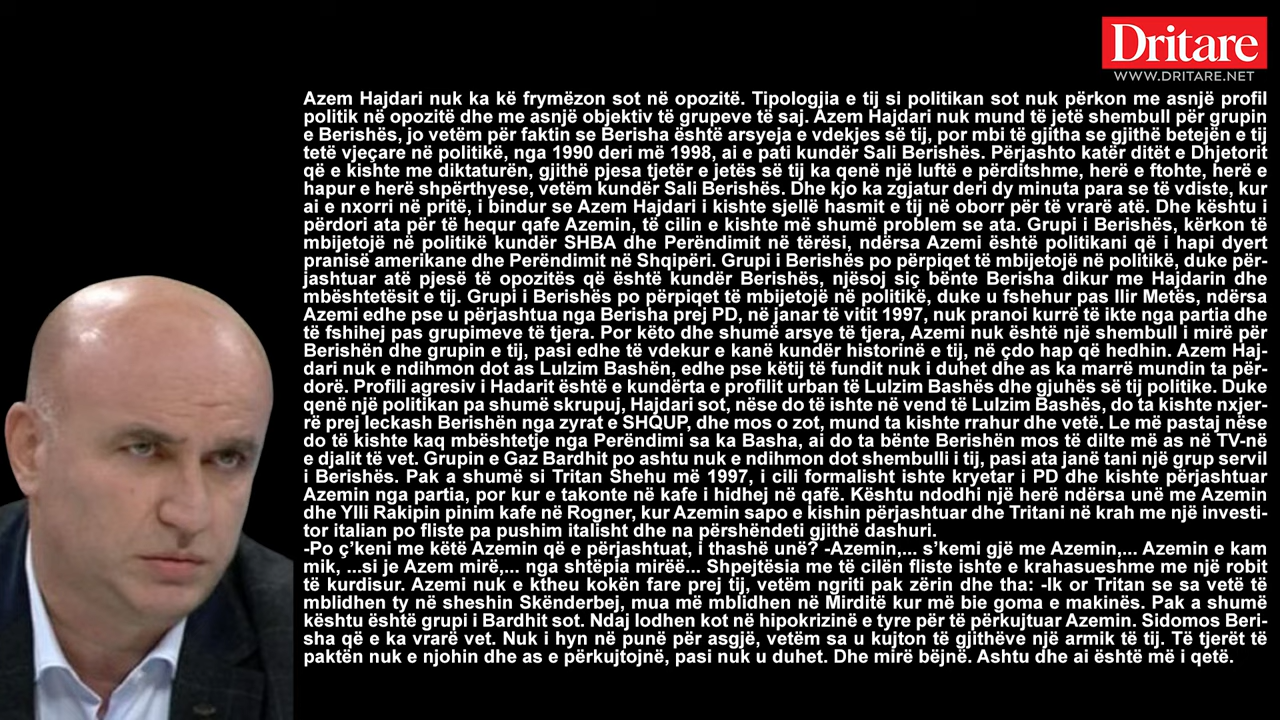 Dritare
WWW.DRITARE.NET
Azem Hajdari nuk ka kë frymëzon sot në opozitë. Tipologjia e tij si politikan sot nuk përkon me asnjë profil
politik në opozitë dhe me asnjë objektiv të grupeve të saj. Azem Hajdari nuk mund të jetë shembull për grupin
e Berishës, jo vetëm për faktin se Berisha është arsyeja e vdekjes së tij, por mbi të gjitha se gjithë betejën e tij
tetë vjeçare në politikë, nga 1990 deri më 1998, ai e pati kundër Sali Berishës. Përjashto katër ditët e Dhjetorit
që e kishte me diktaturën, gjithë pjesa tjetër e jetës së tij ka qenë një luftë e përditshme, herë e ftohte, herë e
hapur e herë shpërthyese, vetëm kundër Sali Berishës. Dhe kjo ka zgjatur deri dy minuta para se të vdiste, kur
ai e nxorri në pritë, i bindur se Azem Hajdari i kishte sjellë hasmit e tij në oborr për të vrarë atë. Dhe kështu i
përdori ata për të hequr qafe Azemin, të cilin e kishte më shumë problem se ata. Grupi i Berishës, kërkon të
mbijetojë në politikë kundër SHBA dhe Perëndimit në tërësi, ndërsa Azemi është politikani që i hapi dyert
pranisë amerikane dhe Perëndimit në Shqipëri. Grupi i Berishës po përpiqet të mbijetojë në politikë, duke për-
jashtuar atë pjesë të opozitës që është kundër Berishës, njësoj siç bënte Berisha dikur me Hajdarin dhe
mbështetësit e tij. Grupi i Berishës po përpiqet të mbijetojë në politikë, duke u fshehur pas Ilir Metës, ndërsa
Azemi edhe pse u përjashtua nga Berisha prej PD, në janar të vitit 1997, nuk pranoi kurrë të ikte nga partia dhe
të fshihej pas grupimeve të tjera. Por këto dhe shumë arsye të tjera, Azemi nuk është një shembull i mirë për
Berishën dhe grupin e tij, pasi edhe të vdekur e kanë kundër historinë e tij, në çdo hap që hedhin. Azem Haj-
dari nuk e ndihmon dot as Lulzim Bashën, edhe pse këtij të fundit nuk i duhet dhe as ka marrë mundin ta për-
dorë. Profili agresiv i Hadarit është e kundërta e profilit urban të Lulzim Bashës dhe gjuhës së tij politike. Duke
qenë një politikan pa shumë skrupuj, Hajdari sot, nëse do të ishte në vend të Lulzim Bashës, do ta kishte nxjer-
rë prej leckash Berishën nga zyrat e SHQUP, dhe mos o zot, mund ta kishte rrahur dhe vetë. Le më pastaj nëse
do të kishte kaq mbështetje nga Perëndimi sa ka Basha, ai do ta bënte Berishën mos të dilte më as në TV-në
e djalit të vet. Grupin e Gaz Bardhit po ashtu nuk e ndihmon dot shembulli i tij, pasi ata janë tani një grup servil
i Berishës. Pak a shumë si Tritan Shehu më 1997, i cili formalisht ishte kryetar i PD dhe kishte përjashtuar
Azemin nga partia, por kur e takonte në kafe i hidhej në qafë. Kështu ndodhi një herë ndërsa unë me Azemin
dhe Ylli Rakipin pinim kafe në Rogner, kur Azemin sapo e kishin përjashtuar dhe Tritani në krah me një investi-
tor italian po fliste pa pushim italisht dhe na përshëndeti gjithë dashuri.
-Po ç’keni me këtë Azemin që e përjashtuat, i thashë unë? -Azemin,... s’kemi gjë me Azemin,... Azemin e kam
mik, ...si je Azem mirë,... nga shtëpia mirëë... Shpejtësia me të cilën fliste ishte e krahasueshme me një robit
të kurdisur. Azemi nuk e ktheu kokën fare prej tij, vetëm ngriti pak zërin dhe tha: -Ik or Tritan se sa vetë të
mblidhen ty në sheshin Skënderbej, mua më mblidhen në Mirditë kur më bie goma e makinës. Pak a shumë
kështu është grupi i Bardhit sot. Ndaj lodhen kot në hipokrizinë e tyre për të përkujtuar Azemin. Sidomos Beri-
sha që e ka vrarë vet. Nuk i hyn në punë për asgjë, vetëm sa u kujton të gjithëve një armik të tij. Të tjerët të
paktën nuk e njohin dhe as e përkujtojnë, pasi nuk u duhet. Dhe mirë bëjnë. Ashtu dhe ai është më i qetë.